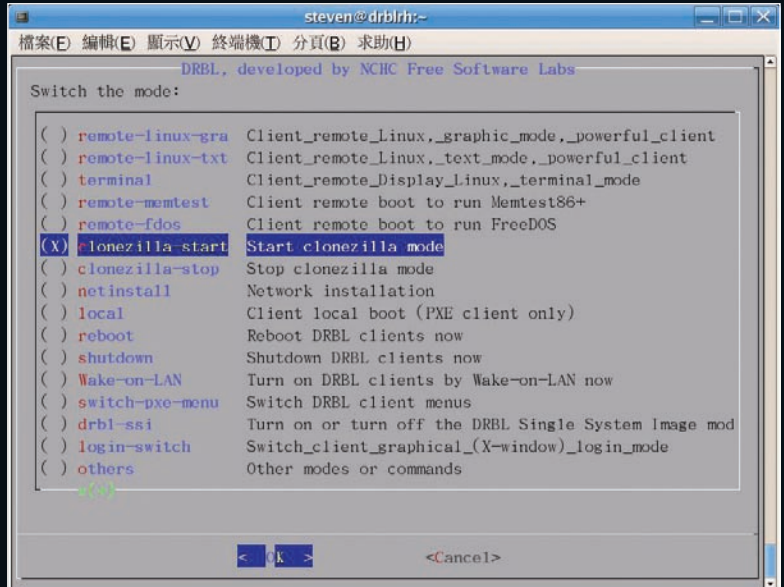 steven@drblrh:~
檔案(F) 編輯(E) 顯示(V) 終端機(T) 分頁(B) 求助(H)
DRBL, developed by NCHC Free Software Labs
Switch the mode:
( ) remote-linux-gra Client_remote_Linux,_graphic_mode,_powerful_client
( ) remote-linux-txt Client_remote_Linux,_text_mode,_powerful_client
( ) terminal Client_remote_Display_Linux,_terminal_mode
( ) remote-memtest Client remote boot to run Memtest86+
( ) remote-fdos Client remote boot to run FreeDOS
(X) clonezilla-start Start clonezilla mode
( ) clonezilla-stop Stop clonezilla mode
( ) netinstall Network installation
( ) local Client local boot (PXE client only)
( ) reboot Reboot DRBL clients now
( ) shutdown Shutdown DRBL clients now
( ) Wake-on-LAN Turn on DRBL clients by Wake-on-LAN now
( ) switch-pxe-menu Switch DRBL client menus
( ) drbl-ssi Turn on or turn off the DRBL Single System Image mod
( ) login-switch Switch_client_graphical_(X-window)_login_mode
( ) others Other modes or commands
< OK > <Cancel>